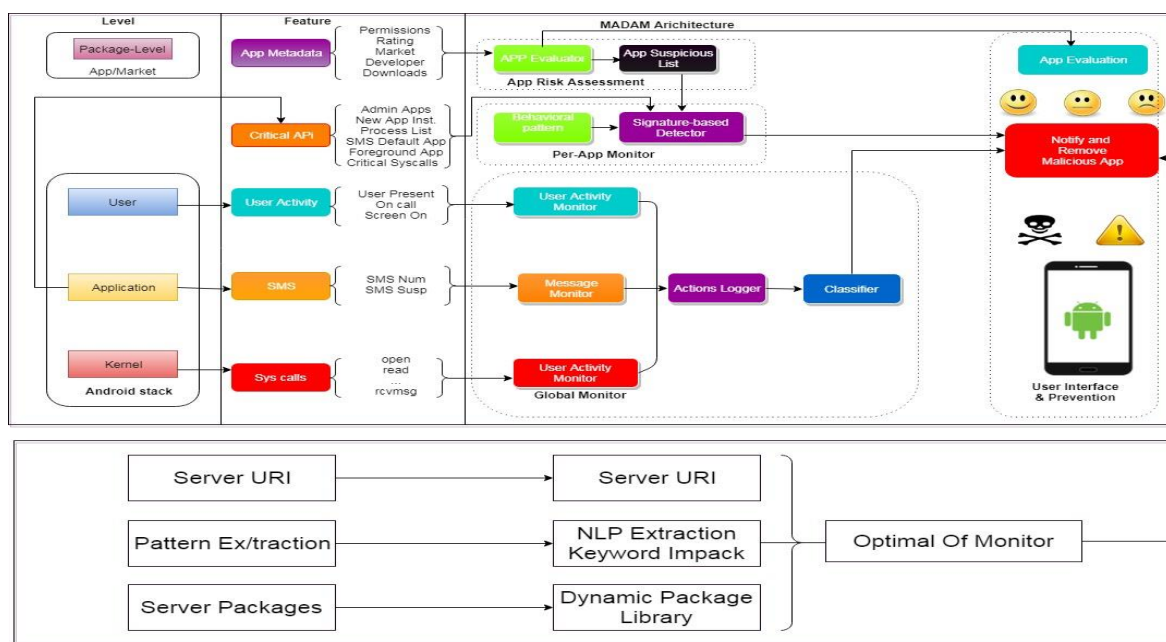 Level
Feature
MADAM Arichitecture
Package-Level
App/Market
App Metadata
Permissions
Rating
Market
Developer
Downloads
APP Evaluator
App Suspicious
List
App Risk Assessment
App Evaluation
Critical APi
Admin Apps
New App Inst.
Process List
SMS Default App
Foreground App
Critical Syscalls
Behavioral
pattern
Signature-based
Detector
Per-App Monitor
Notify and
Remove
Malicious App
User
User Activity
User Present
On call
Screen On
User Activity
Monitor
Application
SMS
SMS Num
SMS Susp
Message
Monitor
Actions Logger
Classifier
Kernel
Android stack
Sys calls
open
read
...
rcvmsg
User Activity
Monitor
Global Monitor
User Interface
& Prevention
Server URI
Server URI
Pattern Ex/traction
NLP Extraction
Keyword Impack
Optimal Of Monitor
Server Packages
Dynamic Package
Library